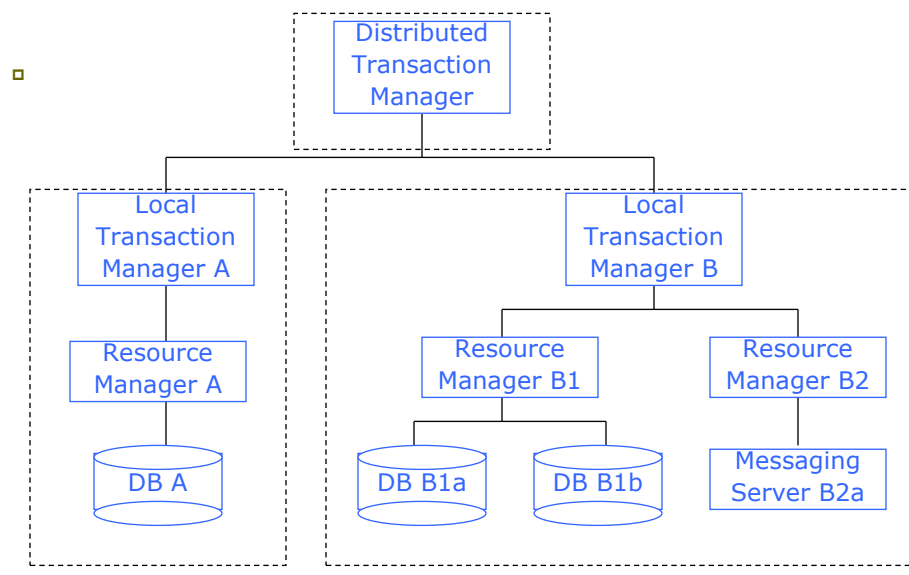 Distributed
Transaction
Manager
Local
Transaction
Manager A
Local
Transaction
Manager B
Resource
Manager A
Resource
Manager B1
Resource
Manager B2
DB A
DB B1a
DB B1b
Messaging
Server B2a